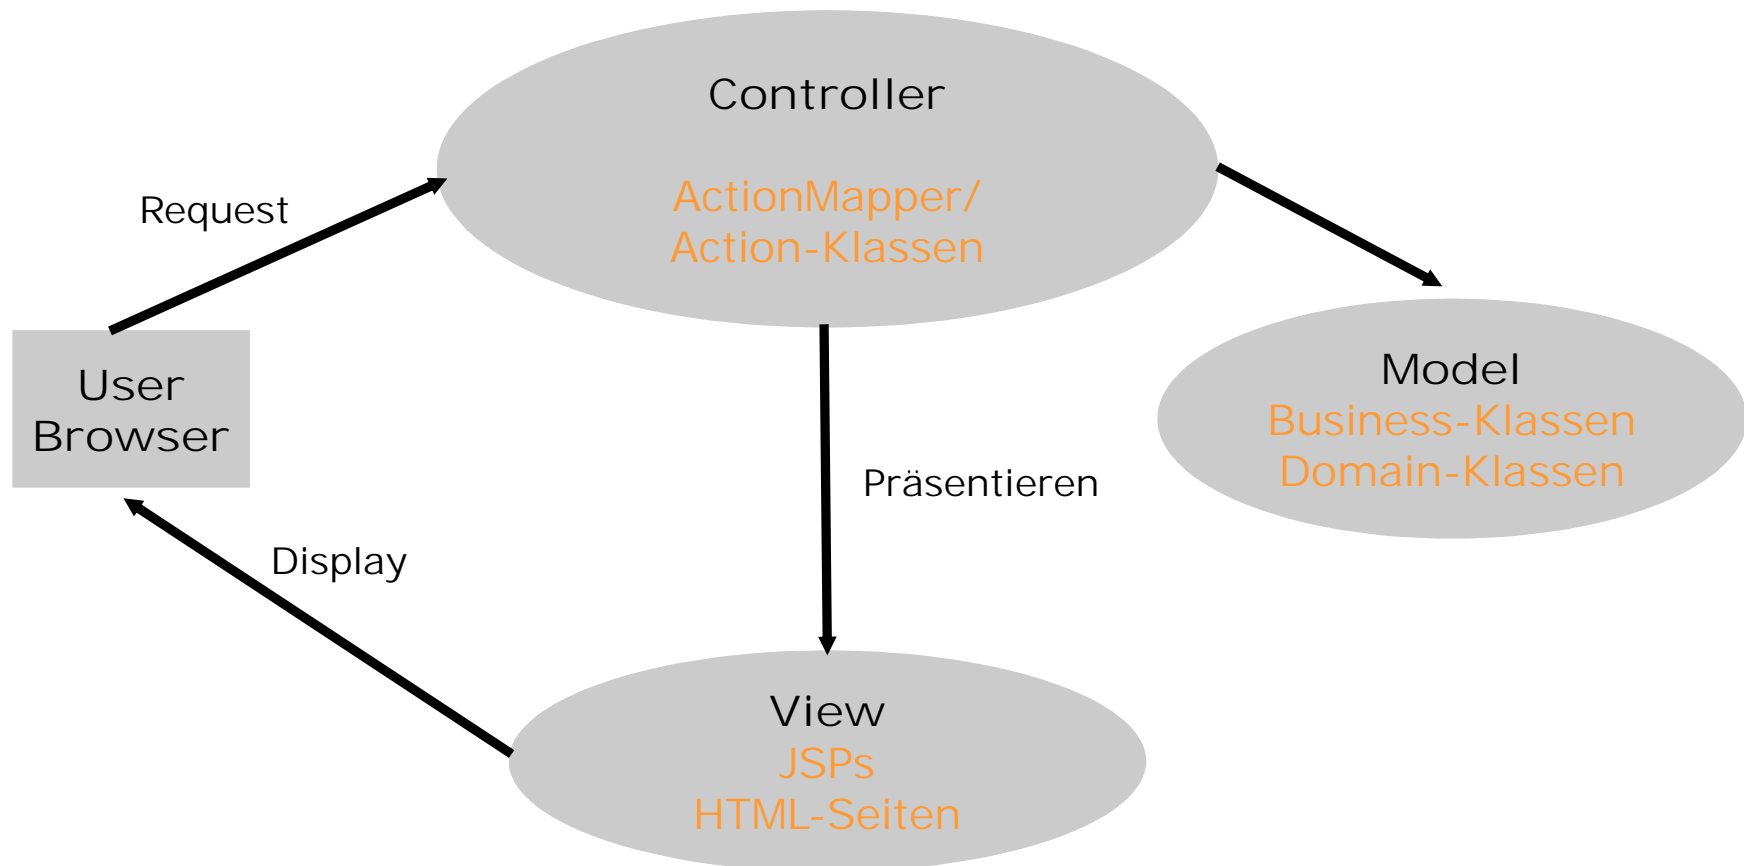 Controller
ActionMapper/
Action-Klassen
Request
User
Browser
Model
Business-Klassen
Domain-Klassen
Präsentieren
Display
View
JSPs
HTML-Seiten